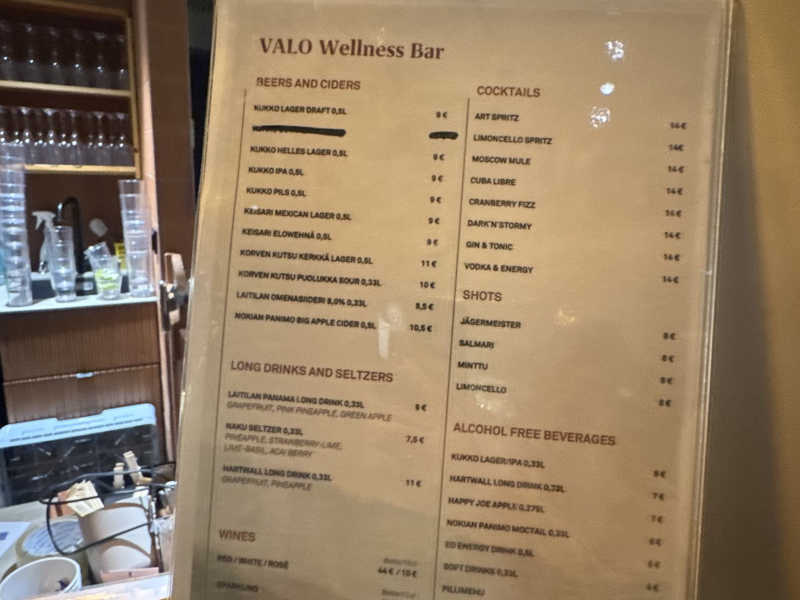 VALO Wellness Bar
BEERS AND CIDERS
KUKKO LAGER DRAFT 0,5L 9 €
KUKKO HELLES LAGER 0,5L 9 €
KUKKO IPA 0,5L 9 €
KUKKO PILS 0,5L 9 €
KEISARI MEXICAN LAGER 0,5L 9 €
KEISARI ELOWEHNÄ 0,5L 9 €
KORVEN KUTSU KERKKÄ LAGER 0,5L 11 €
KORVEN KUTSU PUOLUKKA SOUR 0,33L 10 €
LAITILAN OMENASIIDERI 8,0% 0,33L 8,5 €
NOKIAN PANIMO BIG APPLE CIDER 0,5L 10,5 €
LONG DRINKS AND SELTZERS
LAITILAN PANAMA LONG DRINK 0,33L 9 €
GRAPEFRUIT, PINK PINEAPPLE, GREEN APPLE
NAKU SELTZER 0,33L 7,5 €
PINEAPPLE, STRAWBERRY-LIME,
LIME-BASIL, ACAI BERRY
HARTWALL LONG DRINK 0,33L 11 €
GRAPEFRUIT, PINEAPPLE
WINES
RED / WHITE / ROSÉ 44 € / 10 €
SPARKLING
COCKTAILS
ART SPRITZ 14 €
LIMONCELLO SPRITZ 14€
MOSCOW MULE 14 €
CUBA LIBRE 14 €
CRANBERRY FIZZ 14 €
DARK'N'STORMY 14 €
GIN & TONIC 14 €
VODKA & ENERGY 14 €
SHOTS
JÄGERMEISTER 8 €
SALMARI 8 €
MINTTU 8 €
LIMONCELLO 8 €
ALCOHOL FREE BEVERAGES
KUKKO LAGER/IPA 0,33L
HARTWALL LONG DRINK 0,33L 7 €
HAPPY JOE APPLE 0,275L 7 €
NOKIAN PANIMO MOCTAIL 0,33L
ED ENERGY DRINK 0,5L
SOFT DRINKS 0,33L
PILLIMEHU